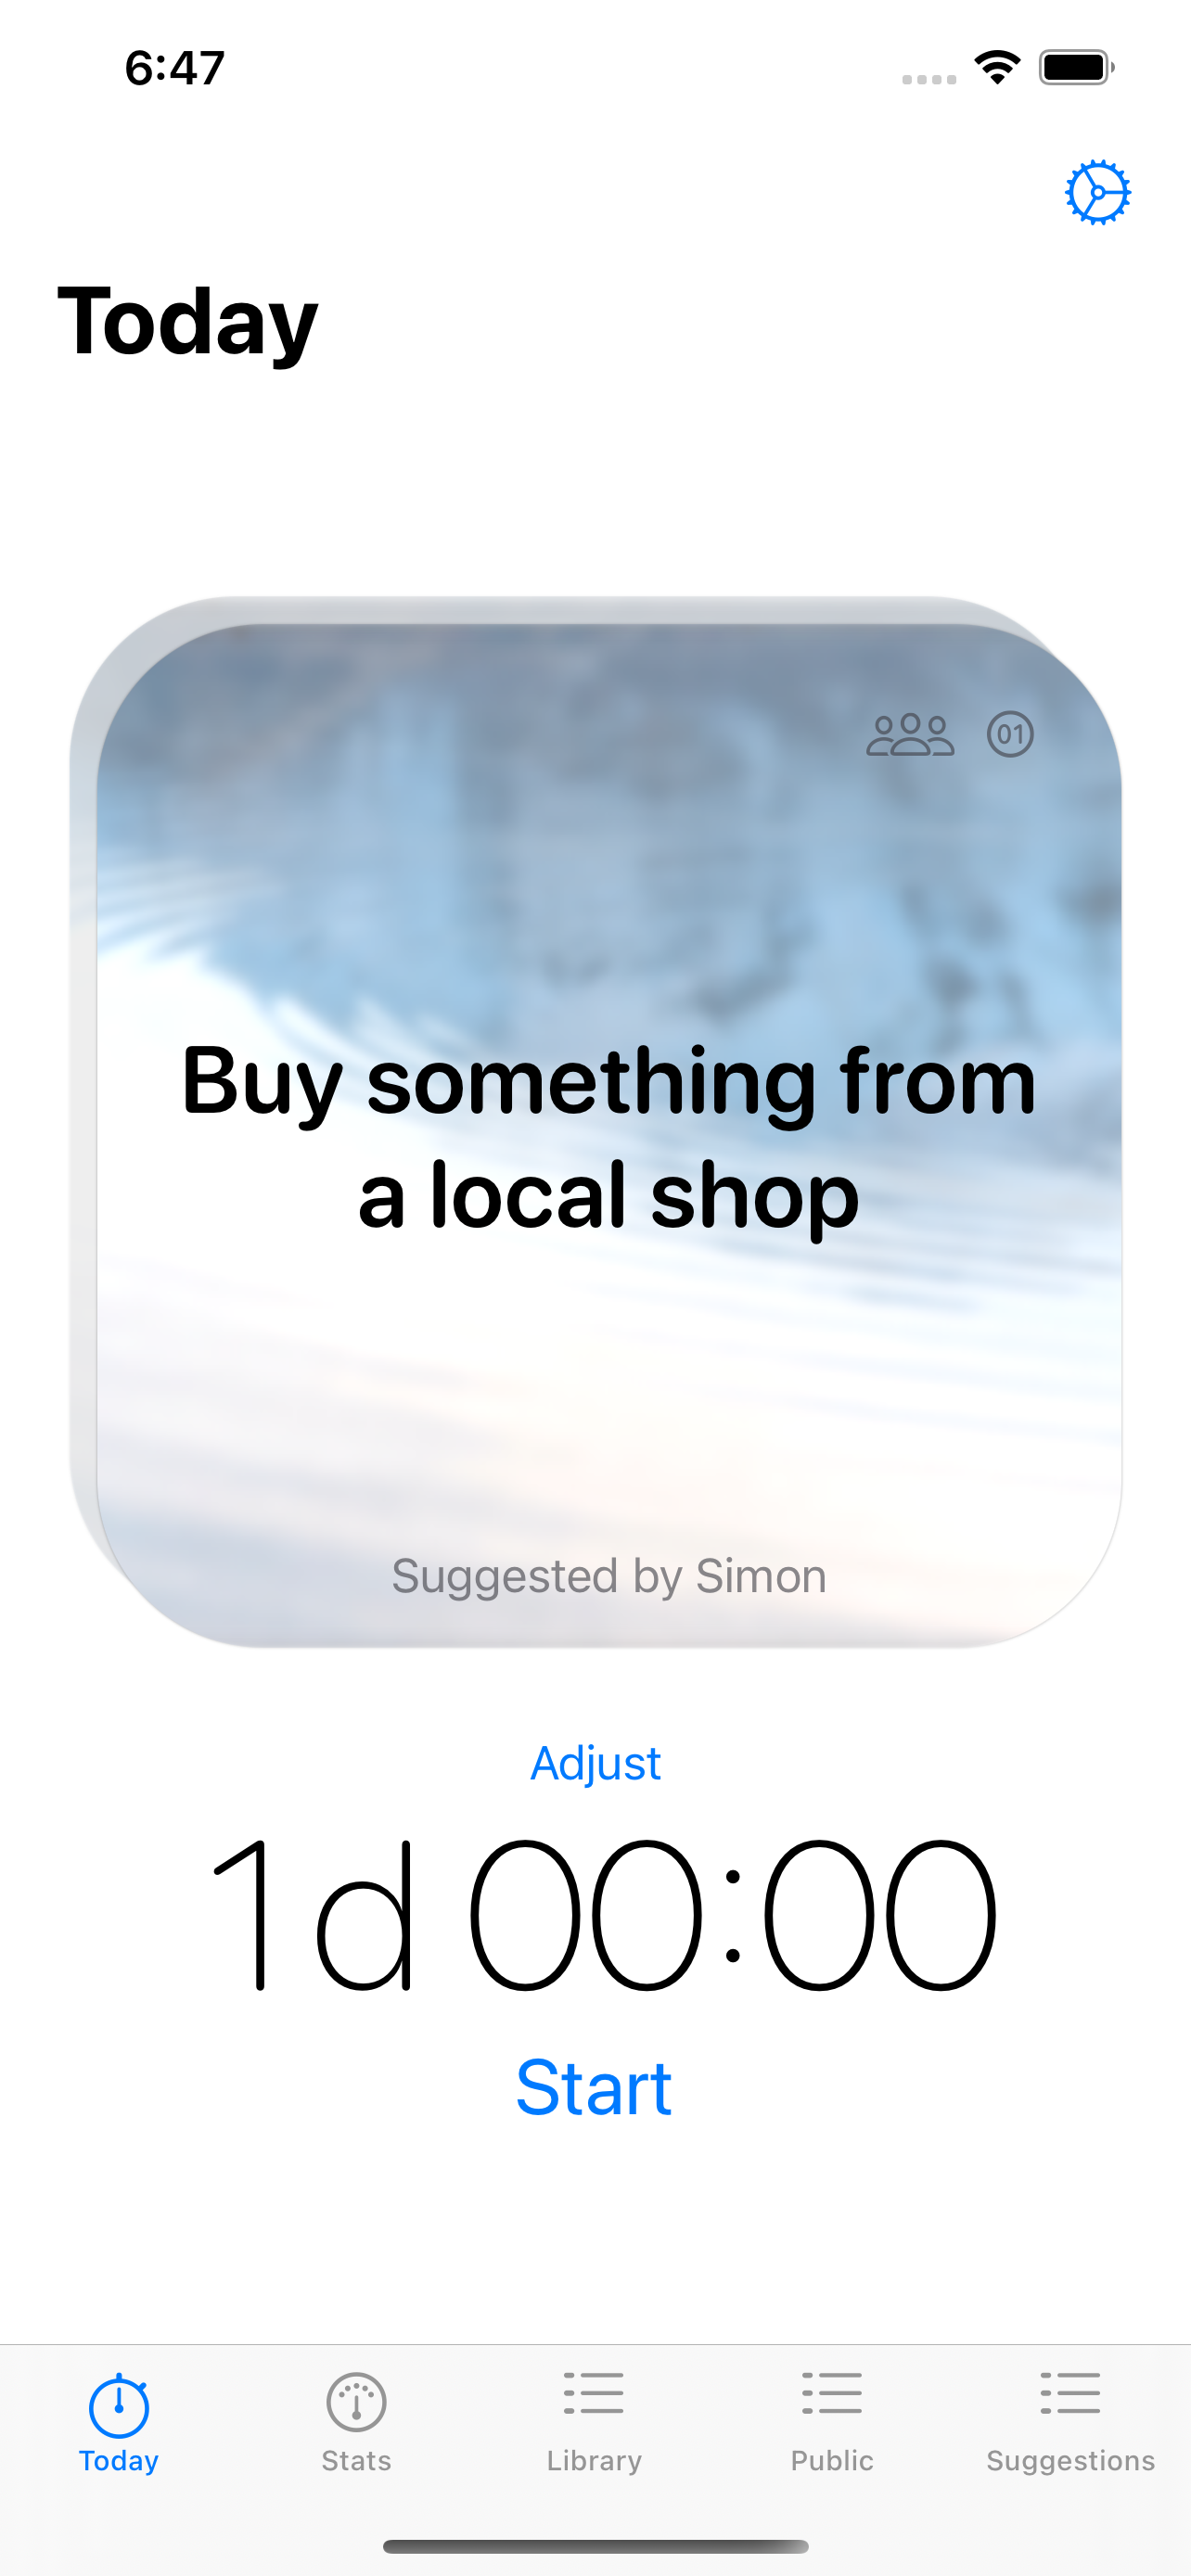 6:47
Today
01
Buy something from
a local shop
Suggested by Simon
Adjust
1d 00:00
Start
Today
Stats
Library
Public
Suggestions